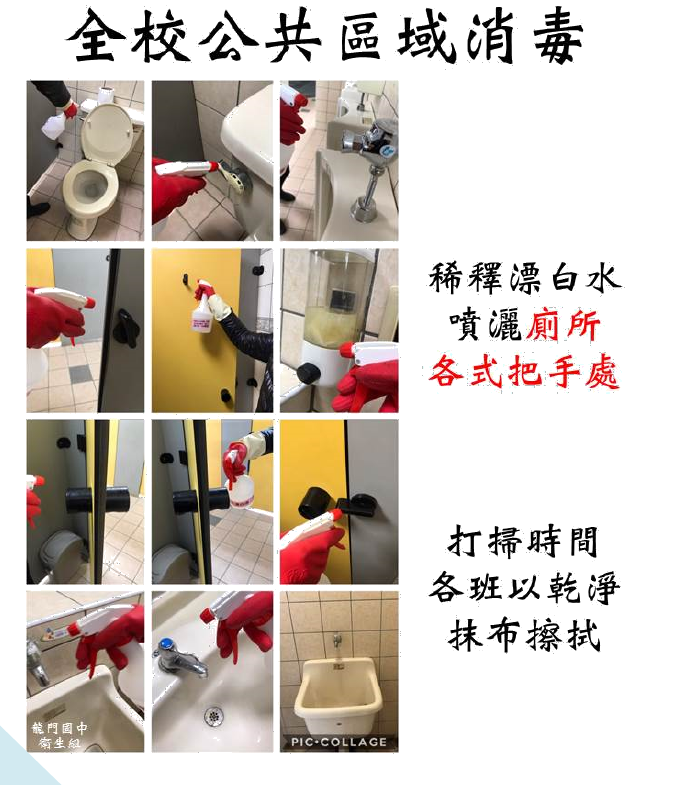 全校公共區域消毒
稀釋漂白水
噴灑廁所
各式把手處
打掃時間
各班以乾淨
抹布擦拭
龍門國中
衛生組
PIC•COLLAGE